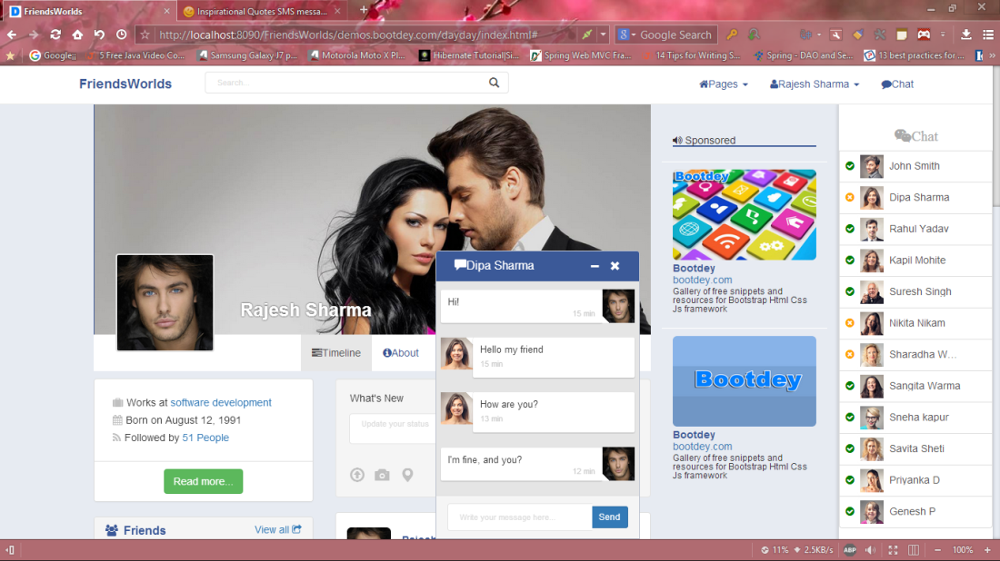 FriendsWorlds
Inspirational Quotes SMS messa...
http://localhost:8090/FriendsWorlds/demos.bootdey.com/dayday/index.html#
Google Search
Google
5 Free Java Video Co...
Samsung Galaxy J7 p...
Motorola Moto X Pl...
Hibernate Tutorial|Si...
Spring Web MVC Fra...
14 Tips for Writing S...
Spring - DAO and Se...
13 best practices for ...
FriendsWorlds
Search...
Pages
Rajesh Sharma
Chat
Rajesh Sharma
Timeline
About
Works at software development
Born on August 12, 1991
Followed by 51 People
Read more...
Friends
View all
What's New
Update your status
Dipa Sharma
Hi!
15 min
Hello my friend
15 min
How are you?
13 min
I'm fine, and you?
12 min
Write your message here...
Send
Sponsored
Bootdey
Bootdey
bootdey.com
Gallery of free snippets and
resources for Bootstrap Html Css
Js framework
Bootdey
Bootdey
bootdey.com
Gallery of free snippets and
resources for Bootstrap Html Css
Js framework
Chat
John Smith
Dipa Sharma
Rahul Yadav
Kapil Mohite
Suresh Singh
Nikita Nikam
Sharadha W...
Sangita Warma
Sneha kapur
Savita Sheti
Priyanka D
Genesh P
11%
2.5KB/s
ABP
100%